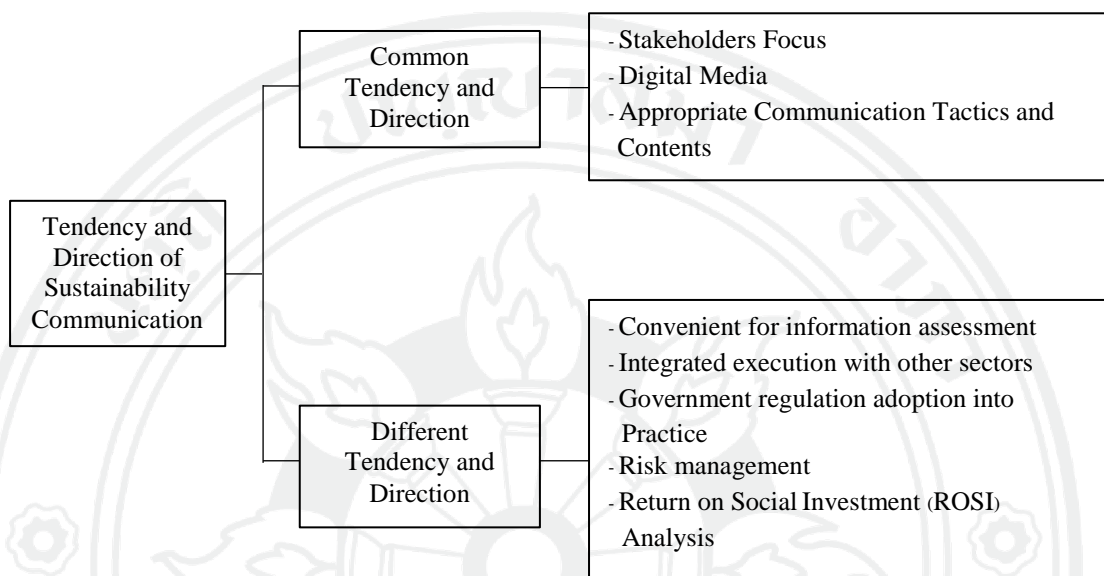 Common
Tendency and
Direction
- Stakeholders Focus
- Digital Media
- Appropriate Communication Tactics and
Contents
Tendency and
Direction of
Sustainability
Communication
Different
Tendency and
Direction
- Convenient for information assessment
- Integrated execution with other sectors
- Government regulation adoption into
Practice
- Risk management
- Return on Social Investment (ROSI)
Analysis